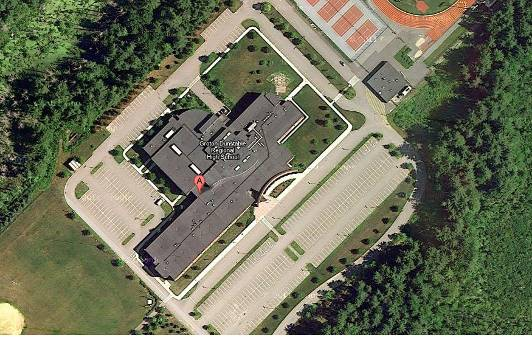 Groton Dunstable
Regional
High School
A